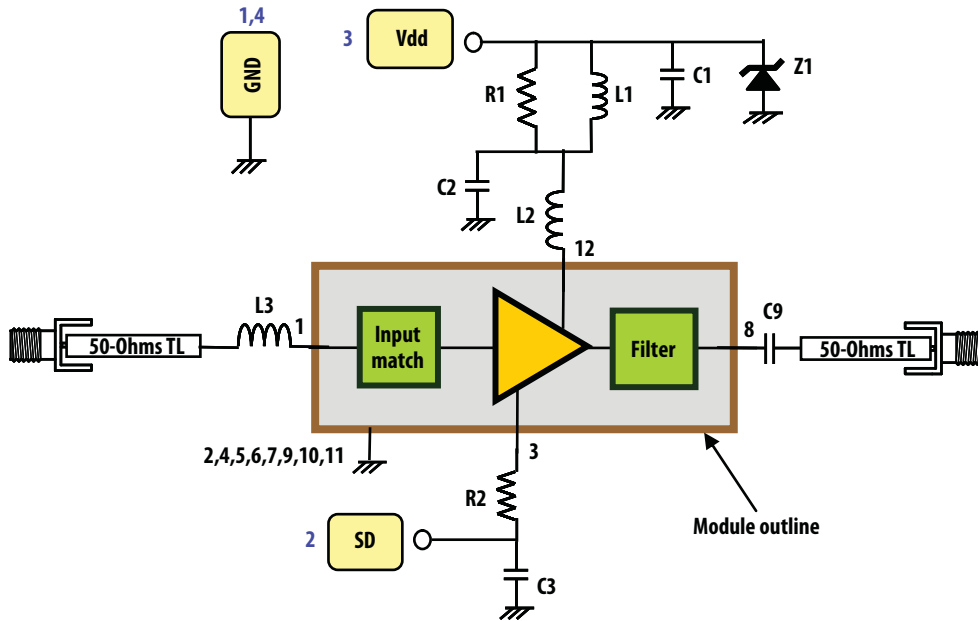 1,4
GND
3
Vdd
R1
L1
C1
Z1
C2
L2
12
L3
1
50-Ohms TL
Input
match
Filter
8
C9
50-Ohms TL
2,4,5,6,7,9,10,11
3
R2
Module outline
2
SD
C3